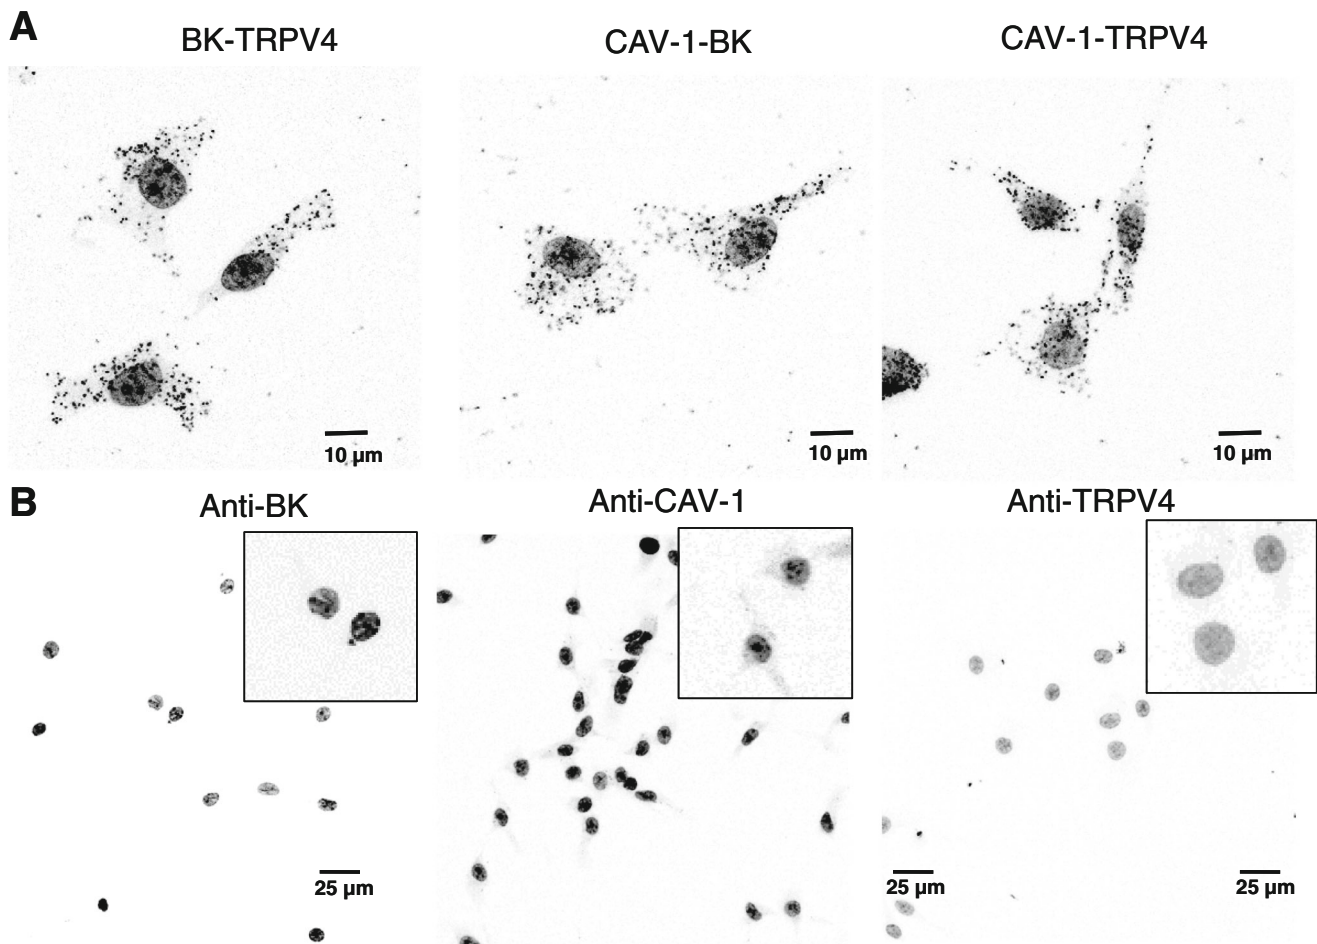 A
BK-TRPV4
CAV-1-BK
CAV-1-TRPV4
10 µm
10 µm
10 µm
B
Anti-BK
Anti-CAV-1
Anti-TRPV4
25 µm
25 µm
25 µm